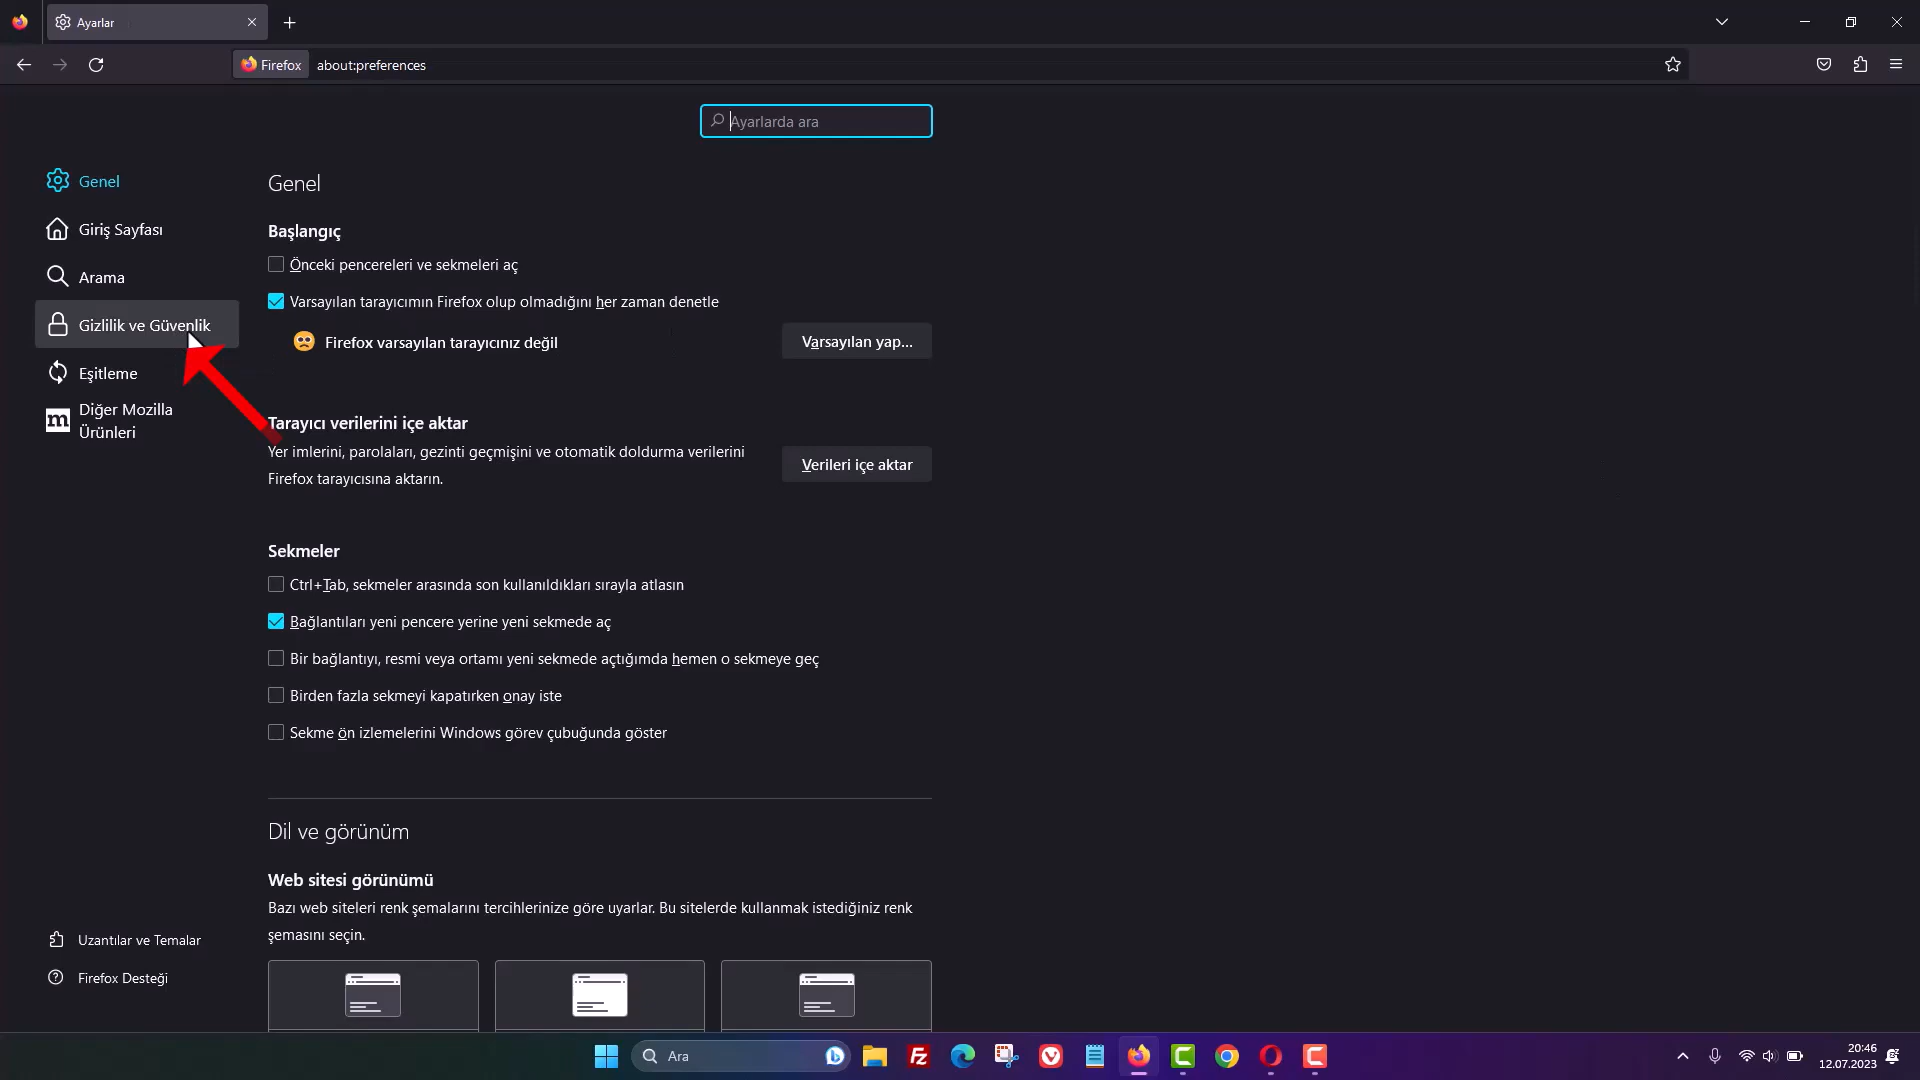 Ayarlar
Firefox about:preferences
Ayarlarda ara
Genel
Giriş Sayfası
Arama
Gizlilik ve Güvenlik
Eşitleme
m Diğer Mozilla
Ürünleri
Uzantılar ve Temalar
Firefox Desteği
Genel
Başlangıç
Önceki pencereleri ve sekmeleri aç
Varsayılan tarayıcımın Firefox olup olmadığını her zaman denetle
Firefox varsayılan tarayıcınız değil
Varsayılan yap...
Tarayıcı verilerini içe aktar
Yer imlerini, parolaları, gezinti geçmişini ve otomatik doldurma verilerini
Firefox tarayıcısına aktarın.
Verileri içe aktar
Sekmeler
Ctrl+Tab, sekmeler arasında son kullanıldıkları sırayla atlasın
Bağlantıları yeni pencere yerine yeni sekmede aç
Bir bağlantıyı, resmi veya ortamı yeni sekmede açtığımda hemen o sekmeye geç
Birden fazla sekmeyi kapatırken onay iste
Sekme ön izlemelerini Windows görev çubuğunda göster
Dil ve görünüm
Web sitesi görünümü
Bazı web siteleri renk şemalarını tercihlerinize göre uyarlar. Bu sitelerde kullanmak istediğiniz renk
şemasını seçin.
Ara
Fz
20:46
12.07.2023